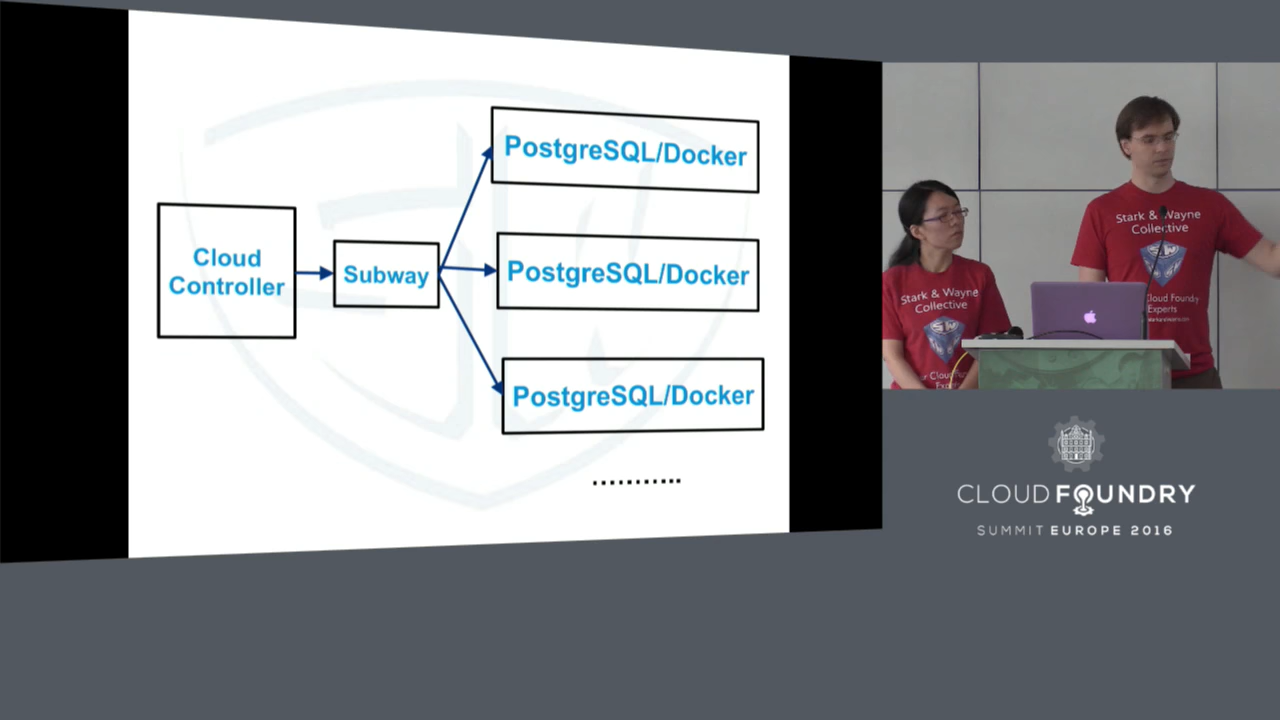 Cloud
Controller
Subway
PostgreSQL/Docker
PostgreSQL/Docker
PostgreSQL/Docker
...........
Stark & Wayne
Collective
Stark & Wayne
Collective
Cloud Foundry
Experts
CLOUD FOUNDRY
SUMMIT EUROPE 2016